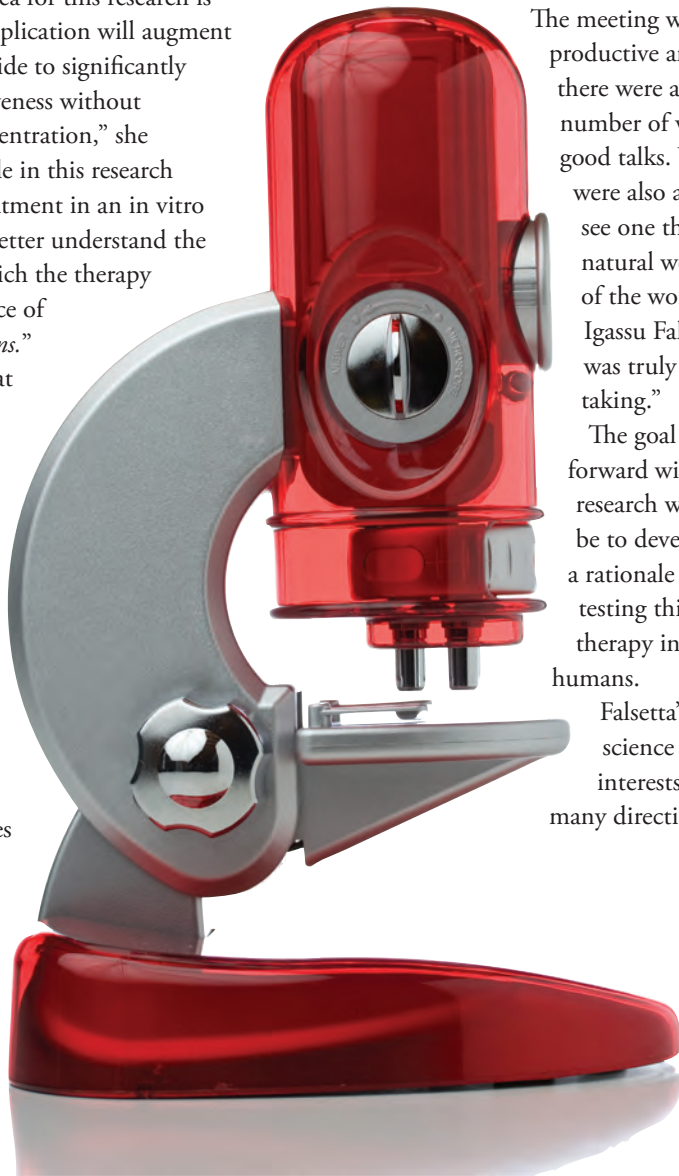 ea for this research is
plication will augment
ide to significantly
veness without
entration,” she
le in this research
tment in an in vitro
etter understand the
ich the therapy
ce of
ns.”
at
es
The meeting w
productive an
there were a
number of v
good talks.
were also a
see one th
natural wo
of the wo
Igassu Fal
was truly
taking.”
The goal
forward wi
research w
be to deve
a rationale
testing thi
therapy in
humans.
Falsetta’
science
interests
many directi